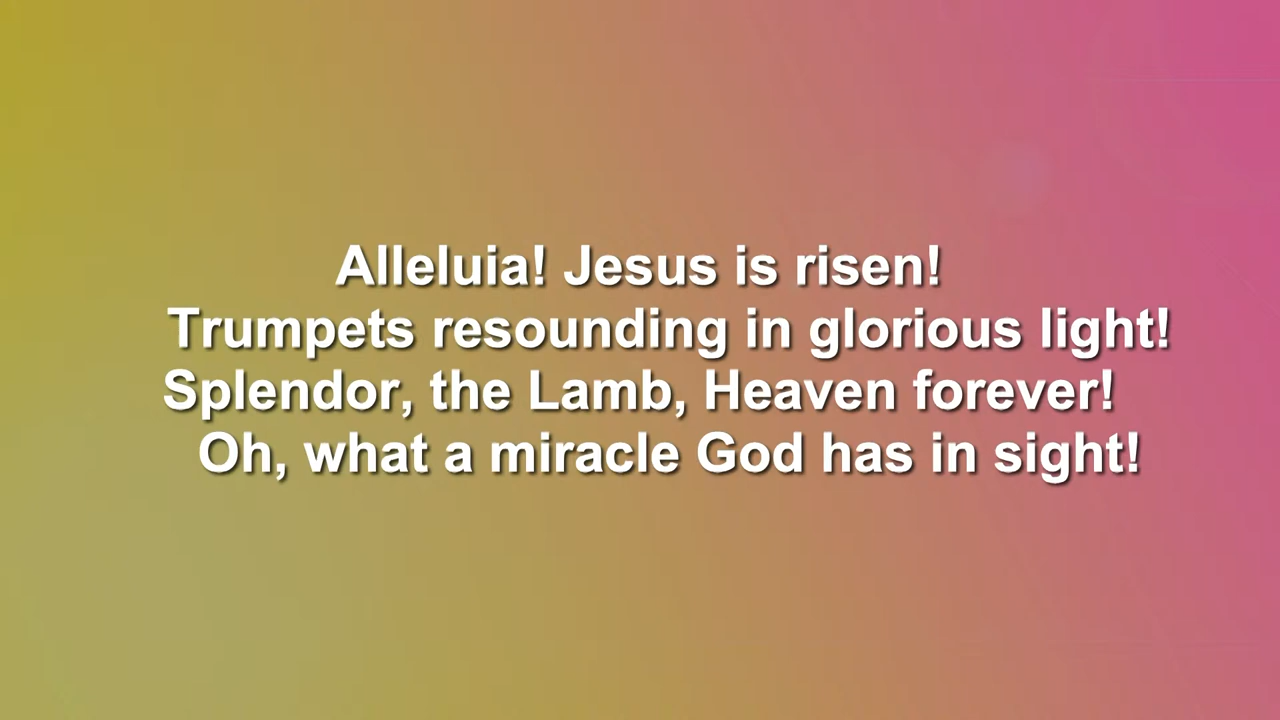 Alleluia! Jesus is risen!
Trumpets resounding in glorious light!
Splendor, the Lamb, Heaven forever!
Oh, what a miracle God has in sight!